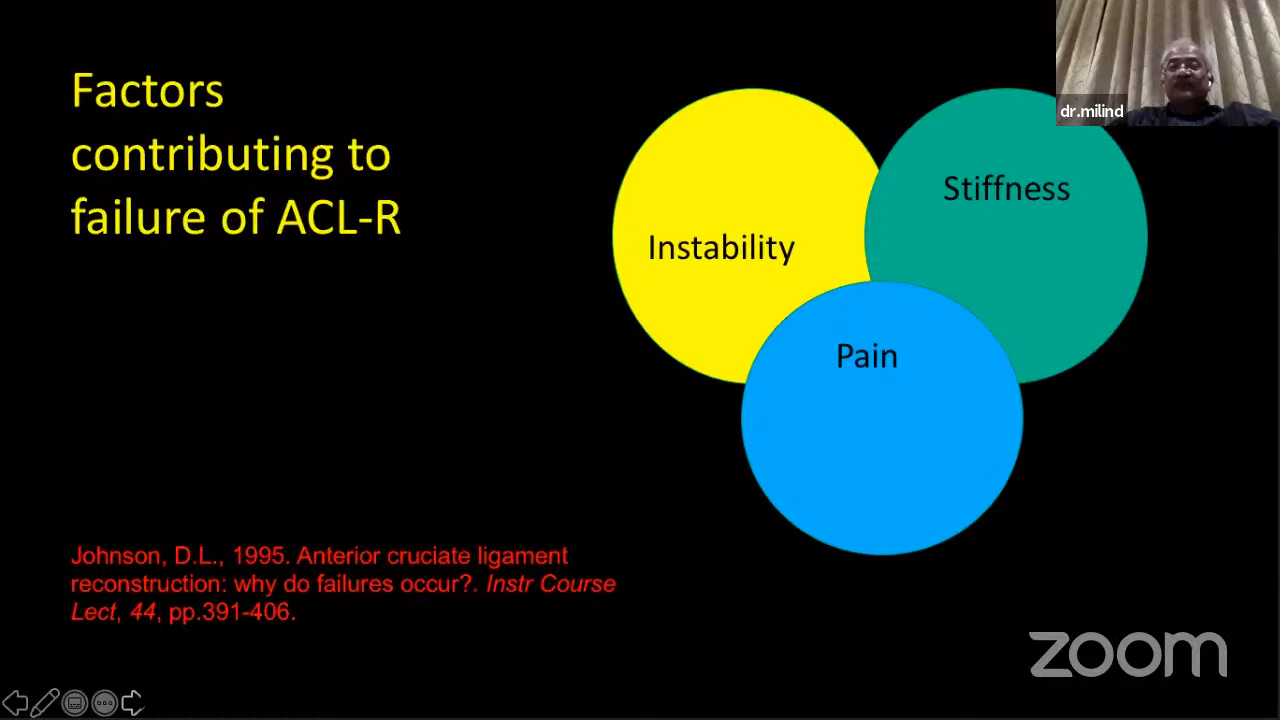 Factors
contributing to
failure of ACL-R
dr.milind
Stiffness
Instability
Pain
Johnson, D.L., 1995. Anterior cruciate ligament
reconstruction: why do failures occur?. Instr Course
Lect, 44, pp.391-406.
zoom